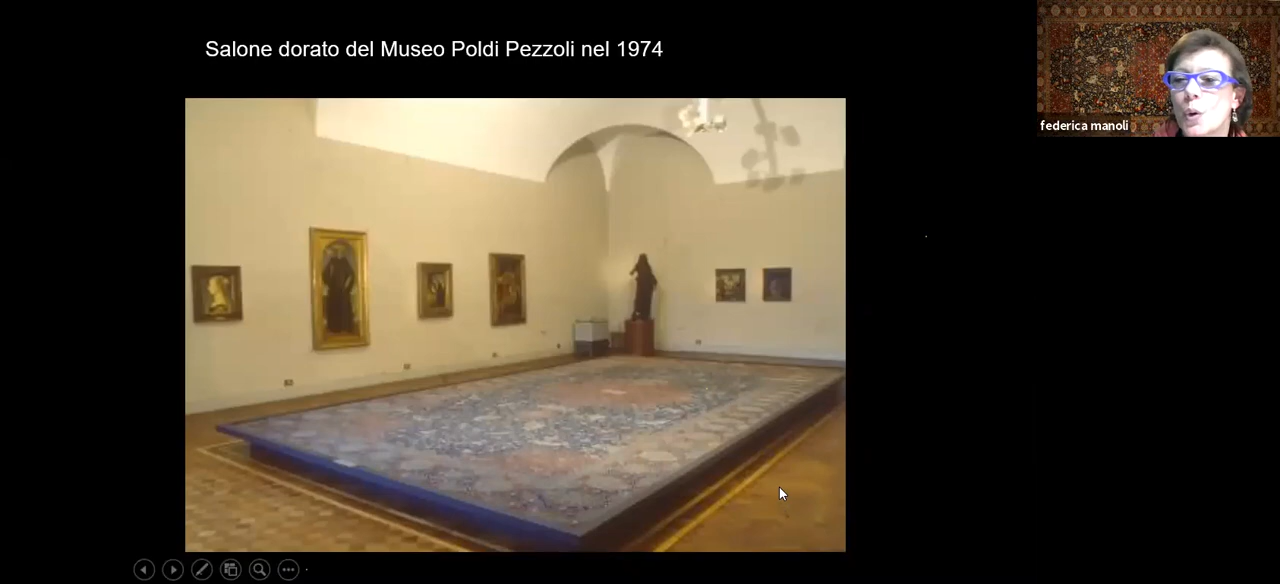 Salone dorato del Museo Poldi Pezzoli nel 1974
federica manoli